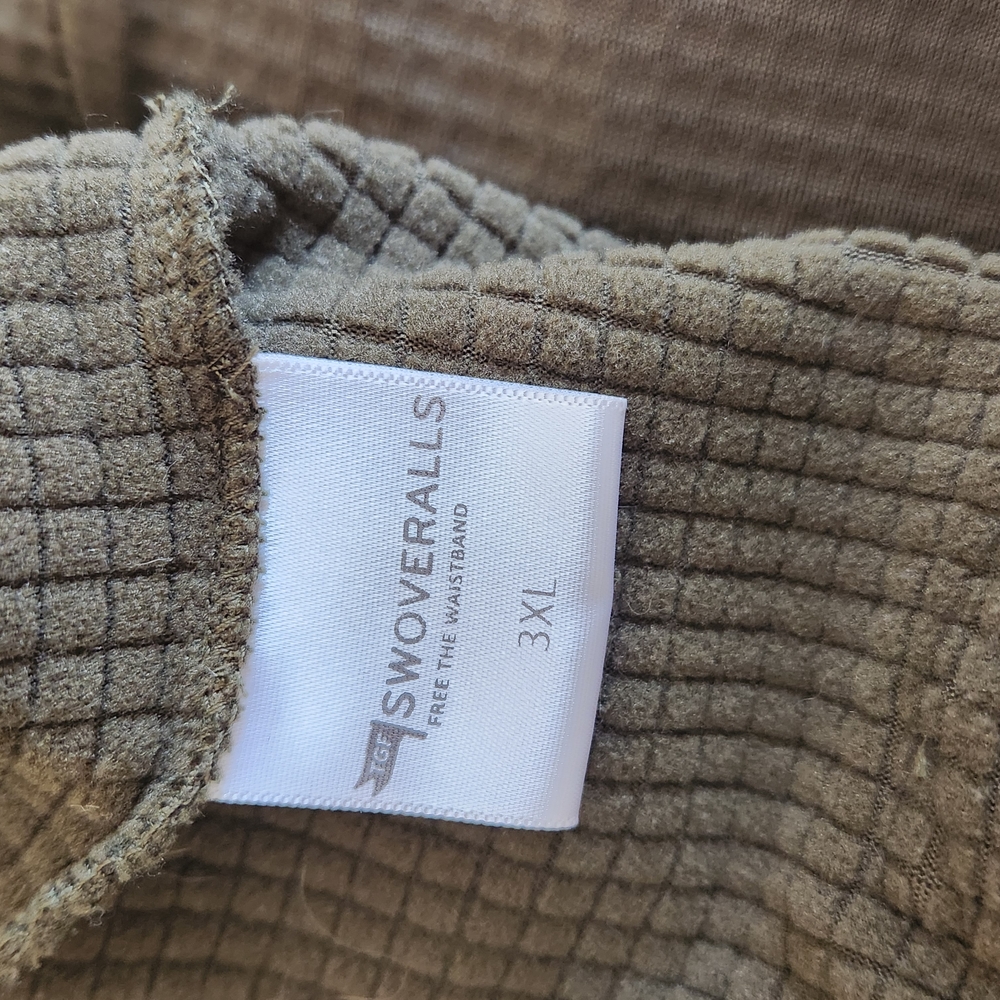 SWOVERALLS
FREE THE WAISTBAND
3XL